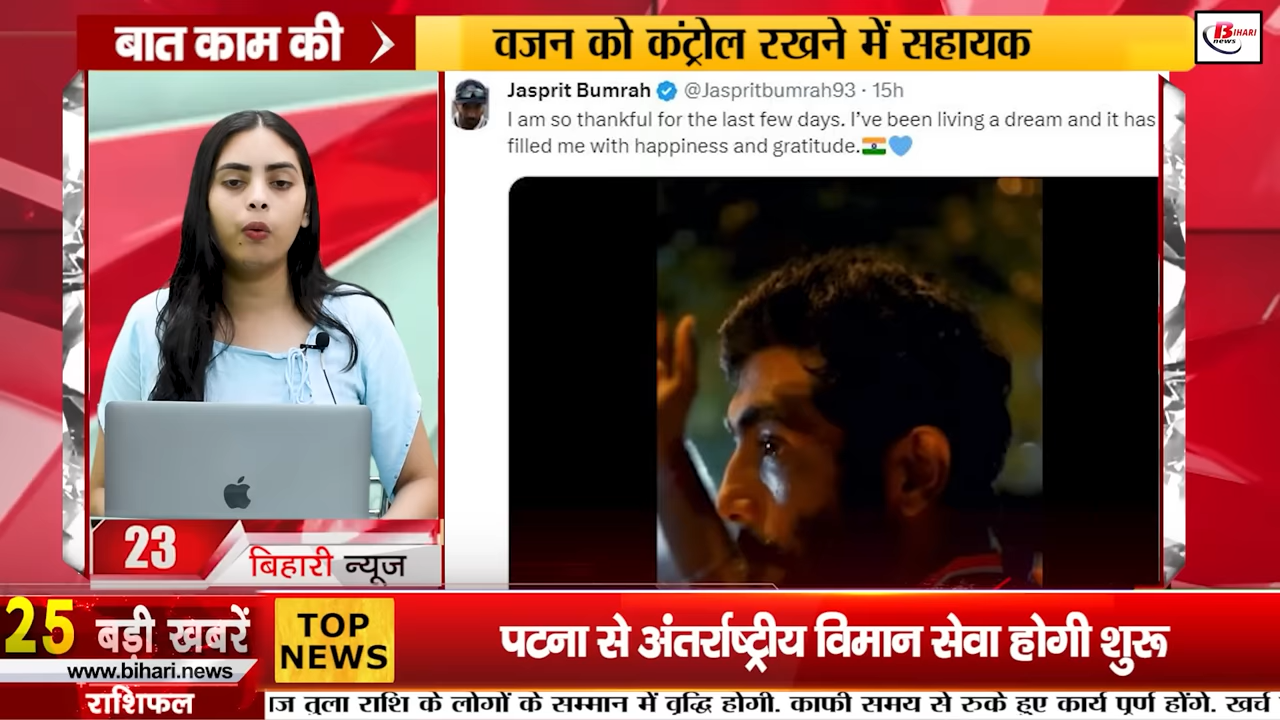 बात काम की
वजन को कंट्रोल रखने में सहायक
BIHARI
news
Jasprit Bumrah @Jaspritbumrah93 · 15h
I am so thankful for the last few days. I've been living a dream and it has
filled me with happiness and gratitude.
23
बिहारी न्यूज
25 बड़ी खबरें
www.bihari.news
TOP
NEWS
पटना से अंतर्राष्ट्रीय विमान सेवा होगी शुरू
राशिफल
ज तुला राशि के लोगों के सम्मान में वृद्धि होगी. काफी समय से रुके हुए कार्य पूर्ण होंगे. खर्च